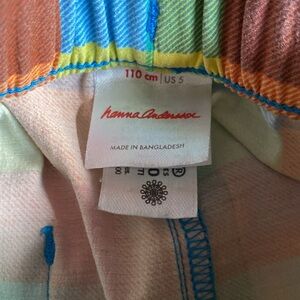 110 cm | US 5
hanna andersson
MADE IN BANGLADESH